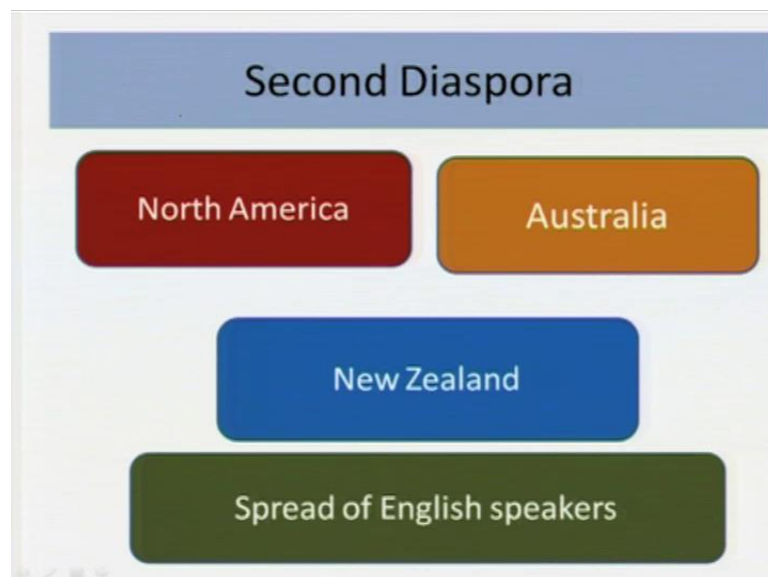 Second Diaspora
North America
Australia
New Zealand
Spread of English speakers